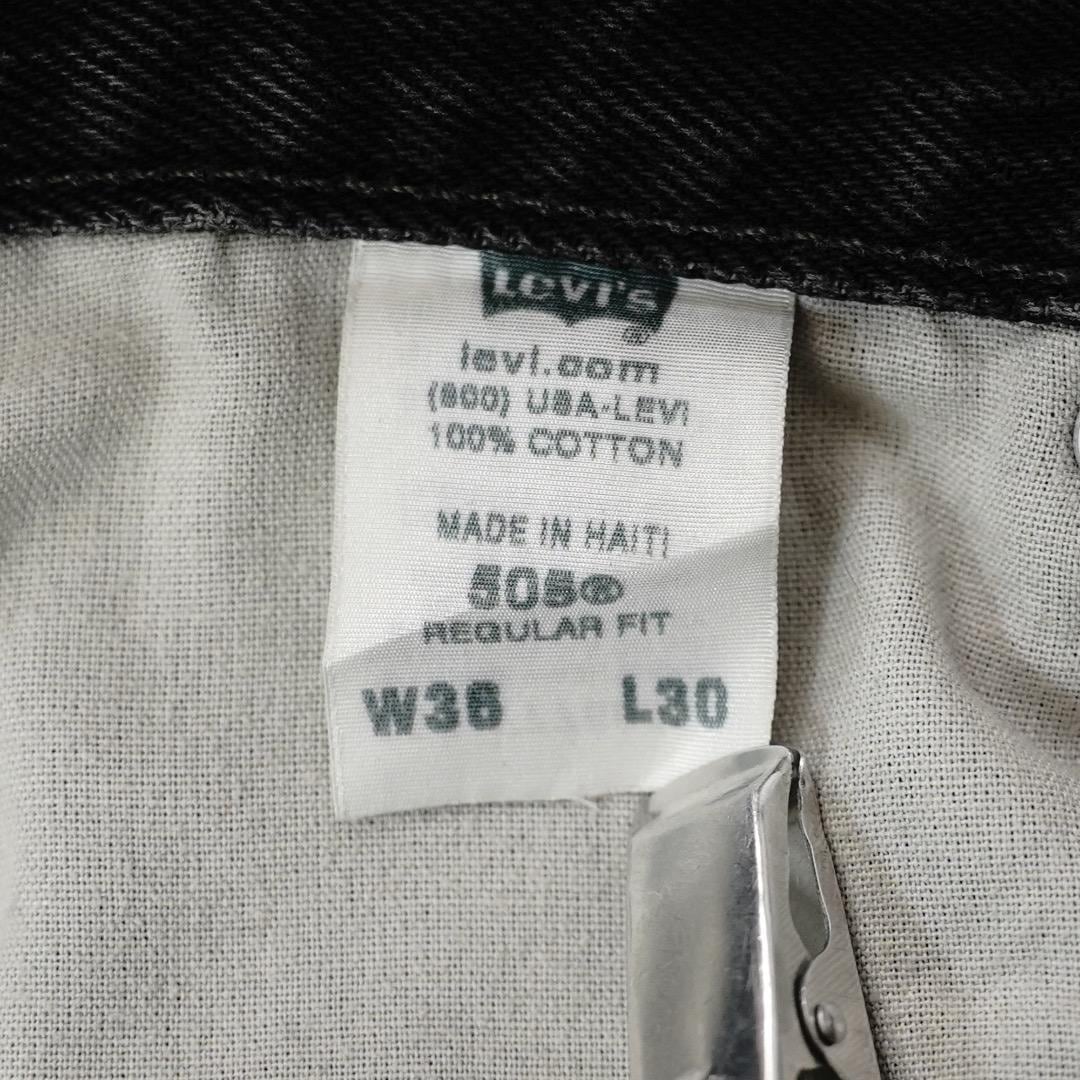 LEVI'S
levi.com
(800) USA-LEVI
100% COTTON
MADE IN HAITI
505®
REGULAR FIT
W36 L30